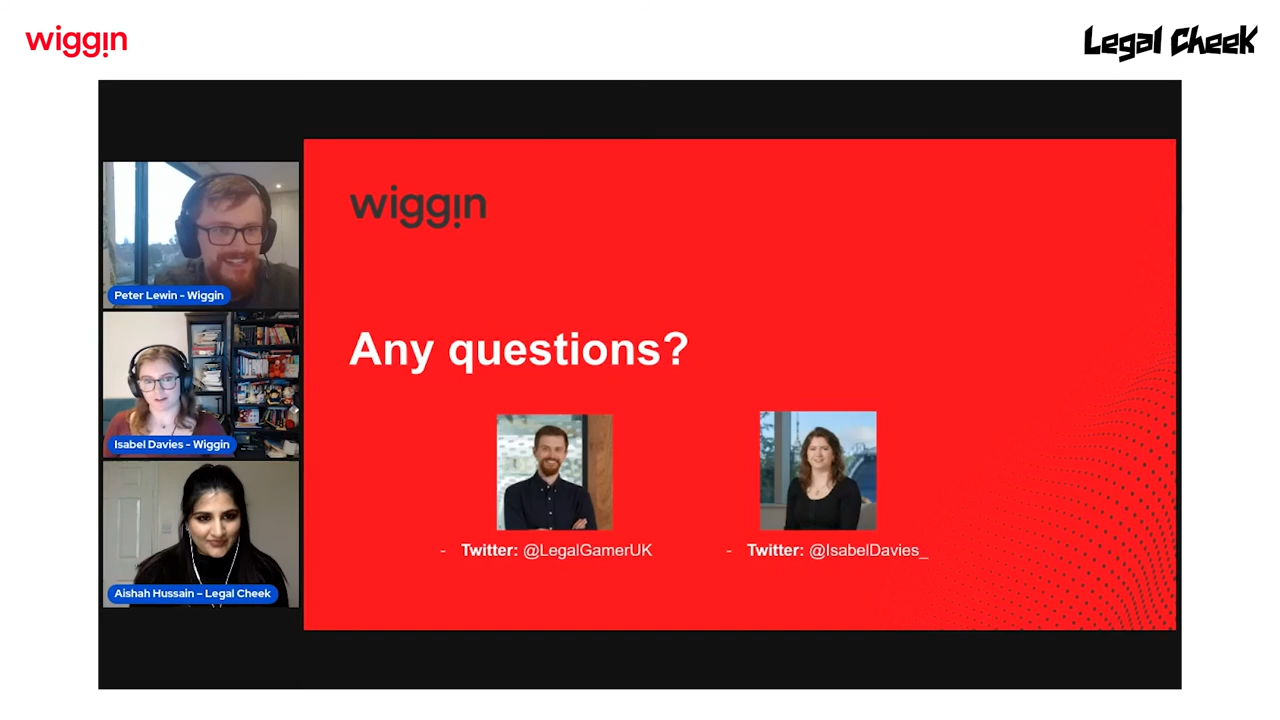 wiggin
Legal Cheek
Peter Lewin - Wiggin
Isabel Davies - Wiggin
Aishah Hussain – Legal Cheek
wiggin
Any questions?
- Twitter: @LegalGamerUK
- Twitter: @IsabelDavies_